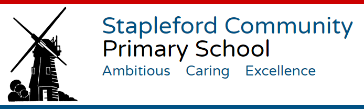 Stapleford Community
Primary School
Ambitious Caring Excellence